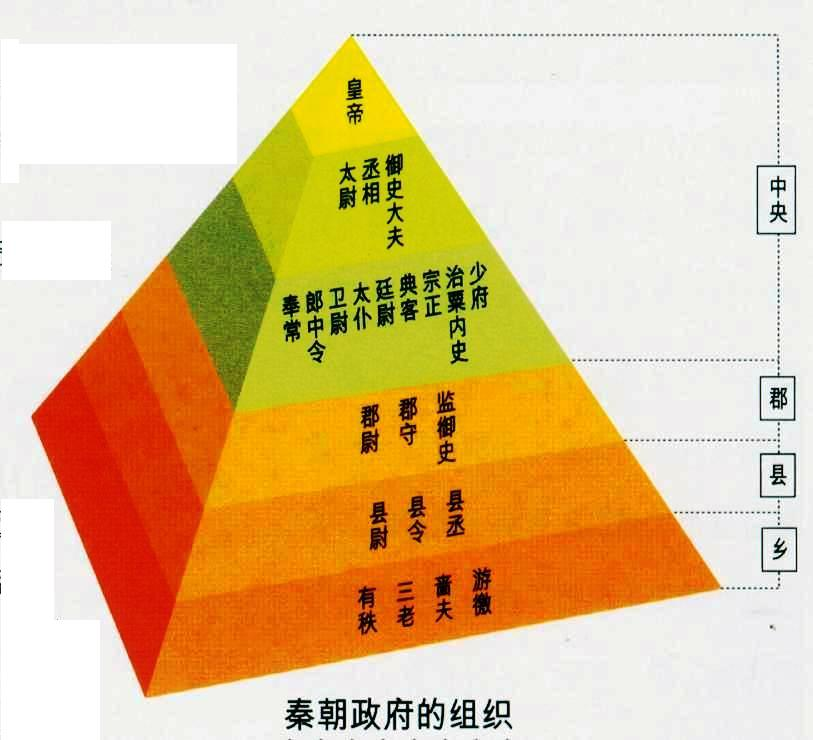 皇帝
太尉
丞相
御史大夫
奉常
郎中令
卫尉
太仆
廷尉
典客
宗正
治粟内史
少府
郡尉
郡守
监御史
县尉
县令
县丞
有秩
三老
啬夫
游徼
中央
郡
县
乡
秦朝政府的组织